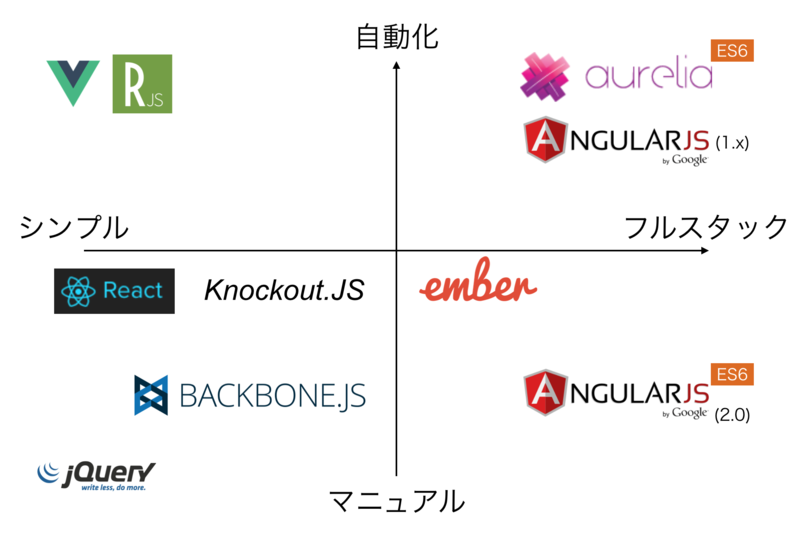 自動化
R JS
aurelia ES6
ANGULARJS (1.x)
by Google
シンプル
フルスタック
React
Knockout.JS
ember
BACKBONE.JS
ANGULARJS ES6
by Google (2.0)
jQuery
write less, do more.
マニュアル